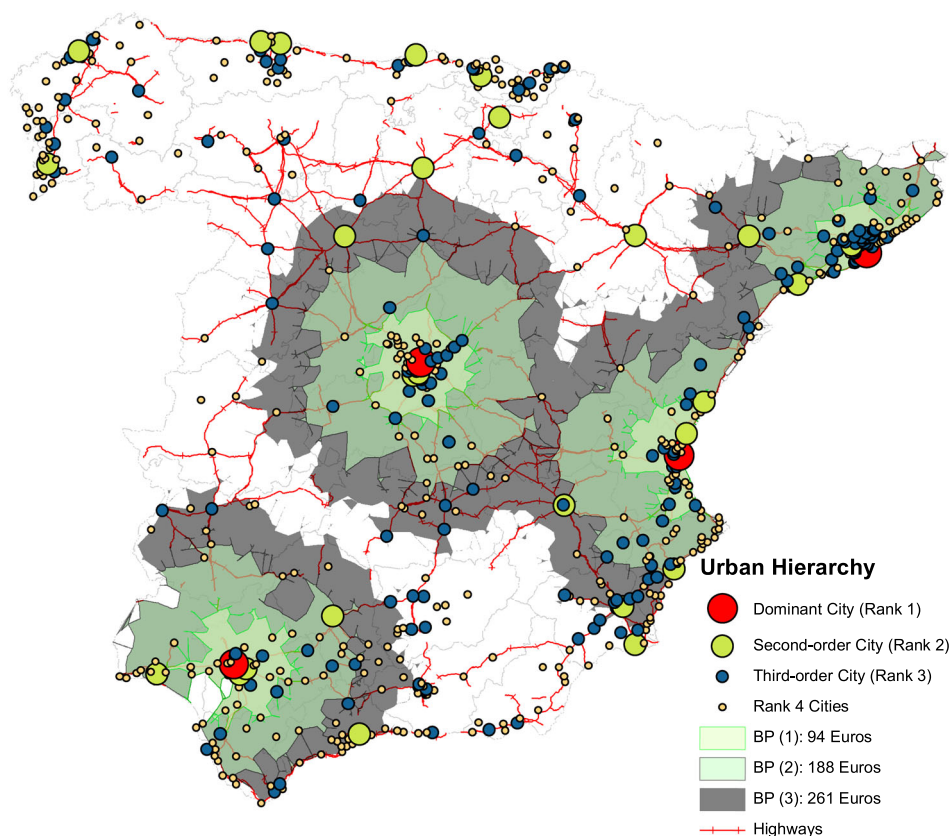 Urban Hierarchy
Dominant City (Rank 1)
Second-order City (Rank 2)
Third-order City (Rank 3)
Rank 4 Cities
BP (1): 94 Euros
BP (2): 188 Euros
BP (3): 261 Euros
Highways